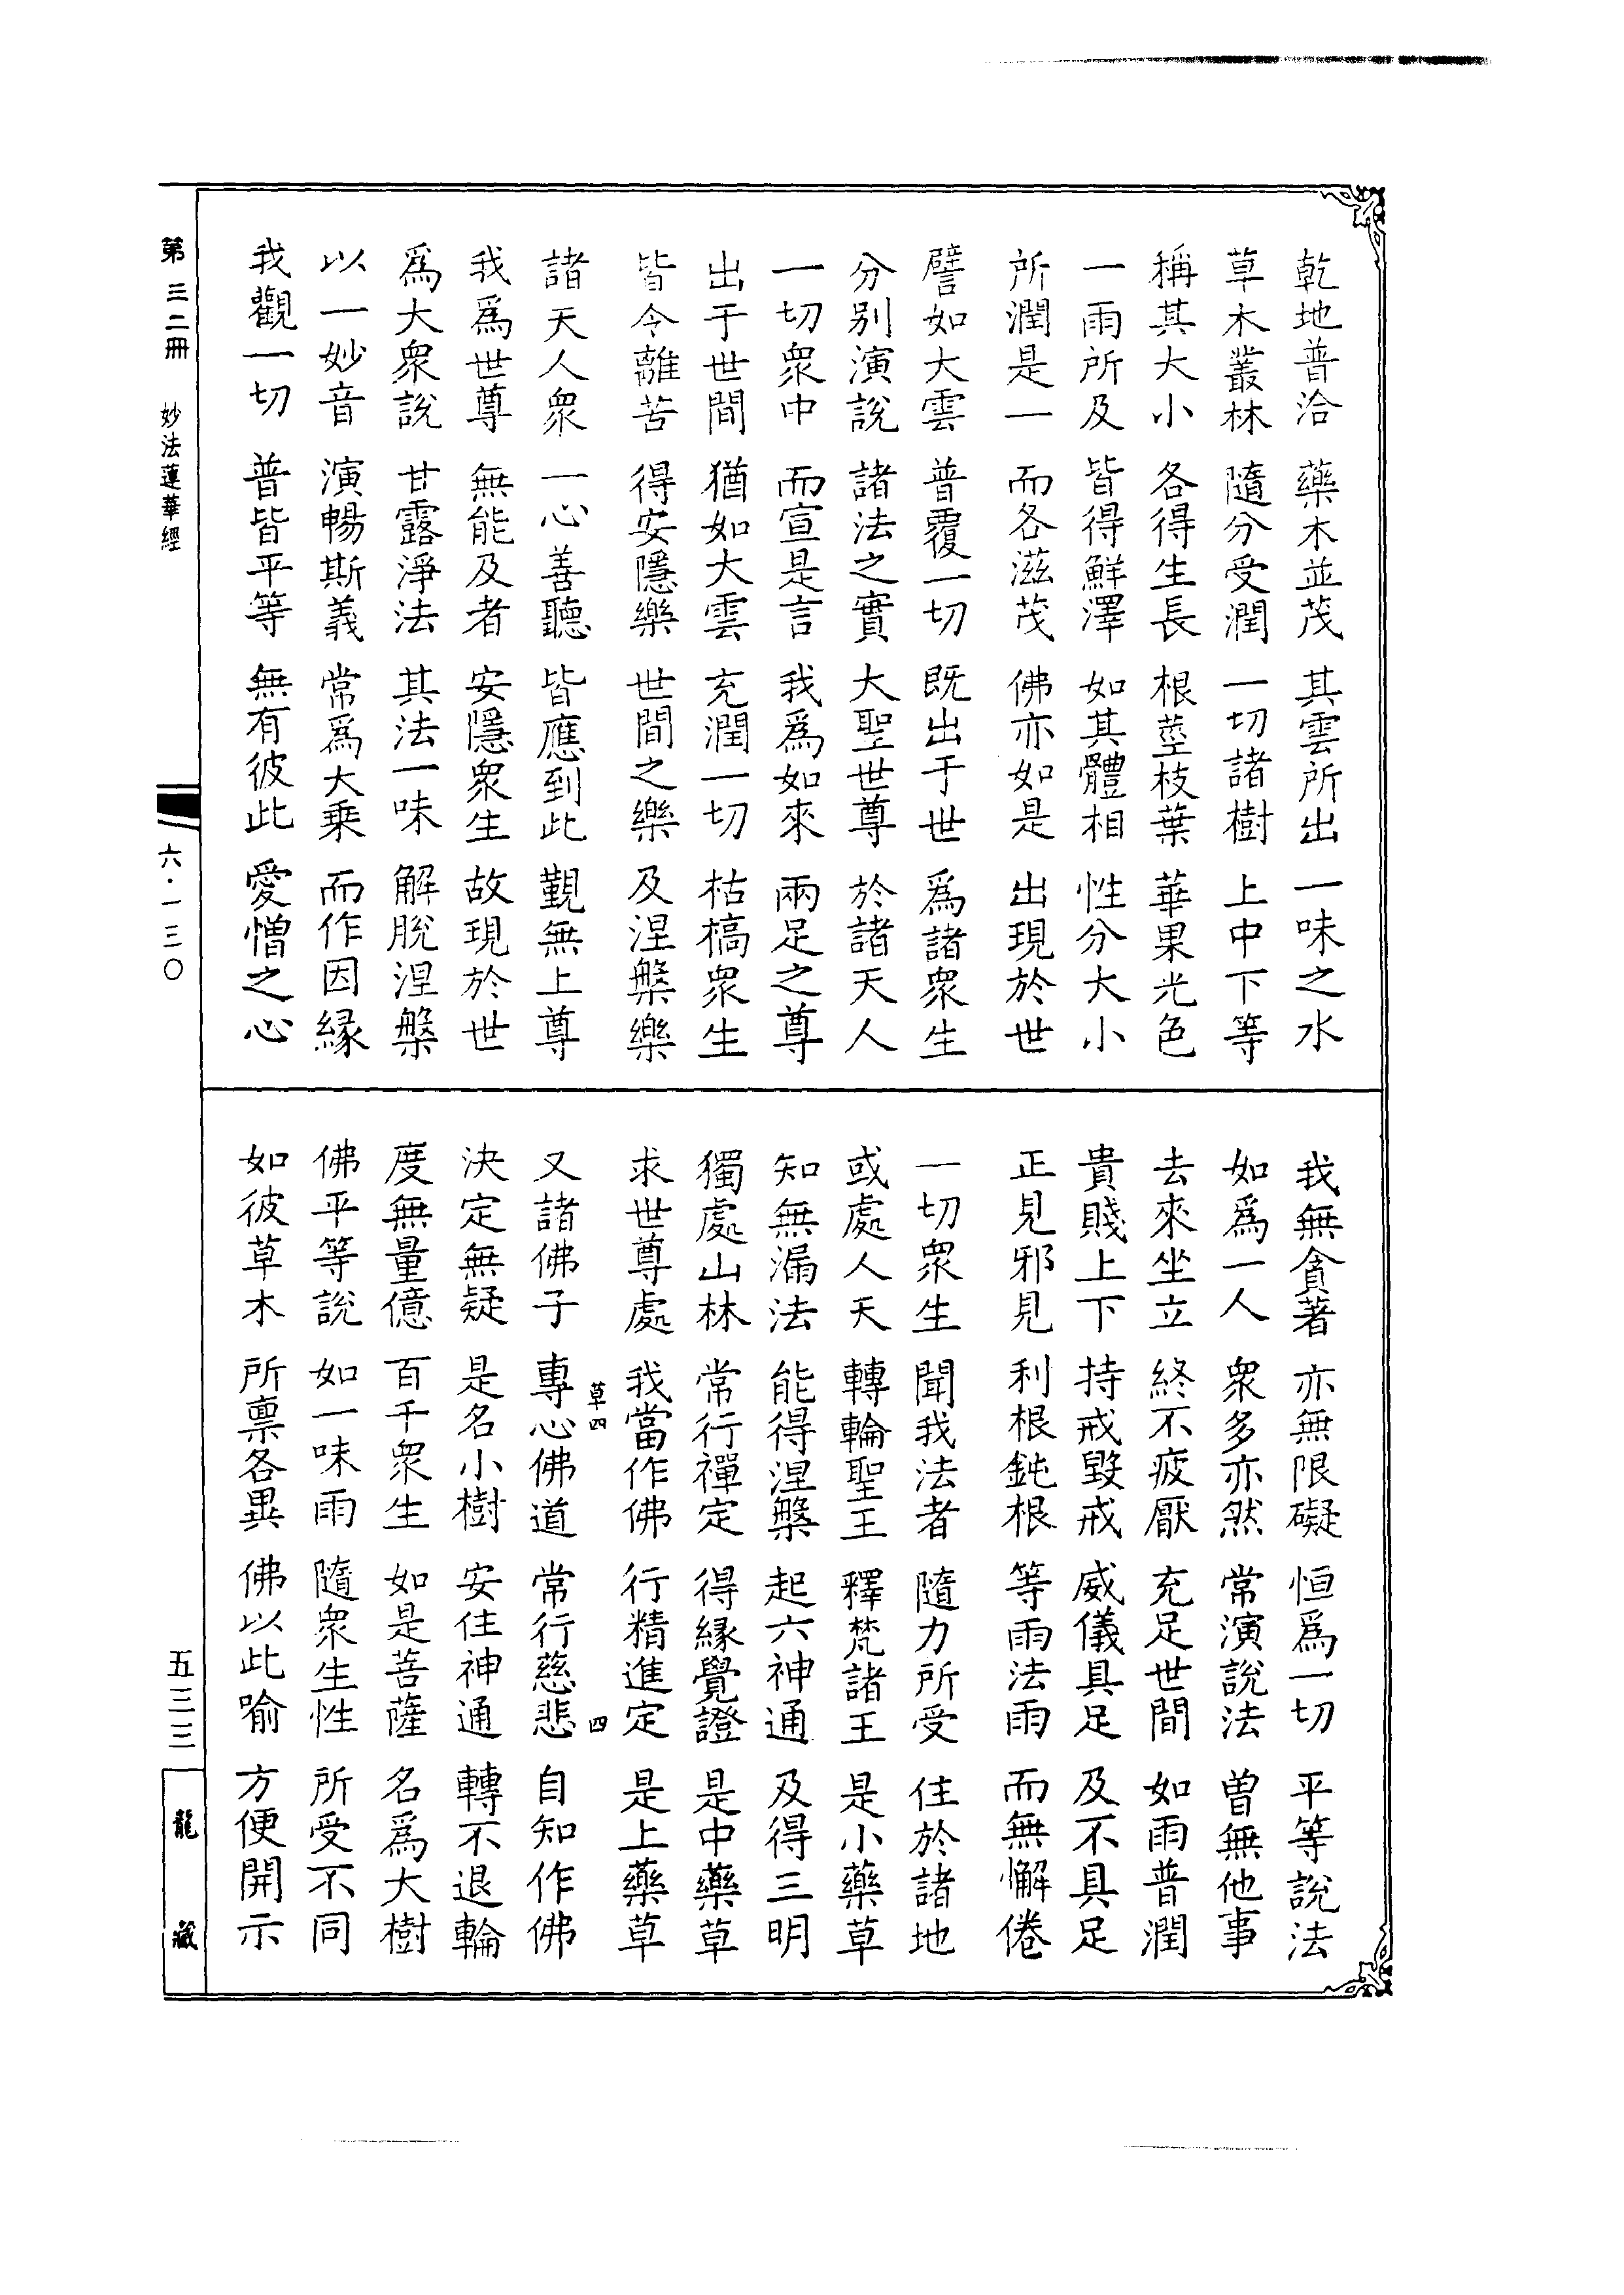 乾地普洽　藥木並茂　其雲所出　一味之水
草木叢林　隨分受潤　一切諸樹　上中下等
稱其大小　各得生長　根莖枝葉　華果光色
一雨所及　皆得鮮澤　如其體相　性分大小
所潤是一　而各滋茂　佛亦如是　出現於世
譬如大雲　普覆一切　既出于世　為諸衆生
分別演說　諸法之實　大聖世尊　於諸天人
一切衆中　而宣是言　我爲如來　兩足之尊
出于世間　猶如大雲　充潤一切　枯槁衆生
皆令離苦　得安隱樂　世間之樂　及涅槃樂
諸天人衆　一心善聽　皆應到此　覲無上尊
我爲世尊　無能及者　安隱衆生　故現於世
爲大衆說　甘露淨法　其法一味　解脫涅槃
以一妙音　演暢斯義　常爲大乘　而作因緣
我觀一切　普皆平等　無有彼此　愛憎之心
我無貪著　亦無限礙　恒爲一切　平等說法
如爲一人　衆多亦然　常演說法　曾無他事
去來坐立　終不疲厭　充足世間　如雨普潤
貴賤上下　持戒毀戒　威儀具足　及不具足
正見邪見　利根鈍根　等雨法雨　而無懈倦
一切衆生　聞我法者　隨力所受　住於諸地
或處人天　轉輪聖王　釋梵諸王　是小藥草
知無漏法　能得涅槃　起六神通　及得三明
獨處山林　常行禪定　得緣覺證　是中藥草
求世尊處　我當作佛　行精進定　是上藥草
草四　四
又諸佛子　專心佛道　常行慈悲　自知作佛
決定無疑　是名小樹　安住神通　轉不退輪
度無量億　百千衆生　如是菩薩　名爲大樹
佛平等說　如一味雨　隨衆生性　所受不同
如彼草木　所稟各異　佛以此喻　方便開示
第三二冊　妙法蓮華經　六·一三〇　五三三　龍藏